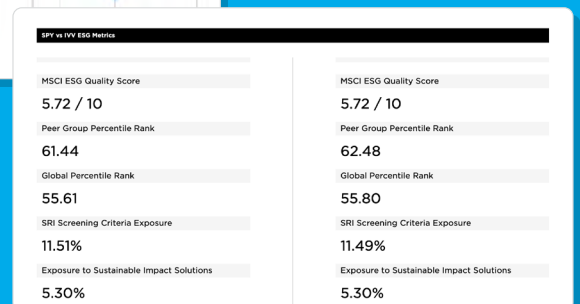 SPY vs IVV ESG Metrics
MSCI ESG Quality Score
5.72 / 10
Peer Group Percentile Rank
61.44
Global Percentile Rank
55.61
SRI Screening Criteria Exposure
11.51%
Exposure to Sustainable Impact Solutions
5.30%
MSCI ESG Quality Score
5.72 / 10
Peer Group Percentile Rank
62.48
Global Percentile Rank
55.80
SRI Screening Criteria Exposure
11.49%
Exposure to Sustainable Impact Solutions
5.30%